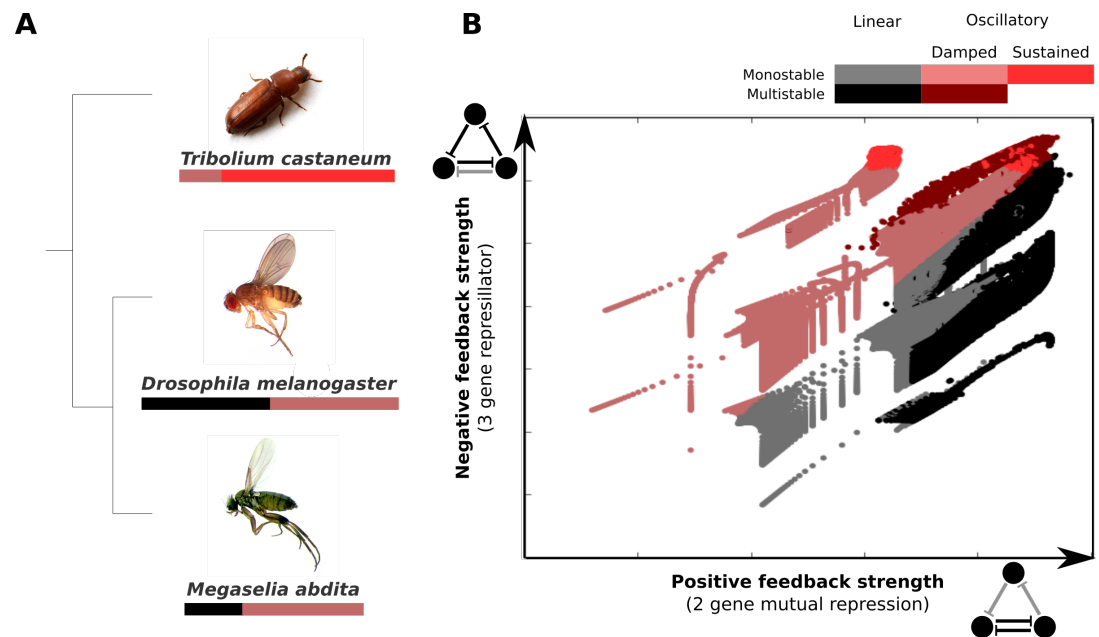 A
Tribolium castaneum
Drosophila melanogaster
Megaselia abdita
B
Linear
Oscillatory
Damped
Sustained
Monostable
Multistable
Negative feedback strength
(3 gene represillator)
Positive feedback strength
(2 gene mutual repression)